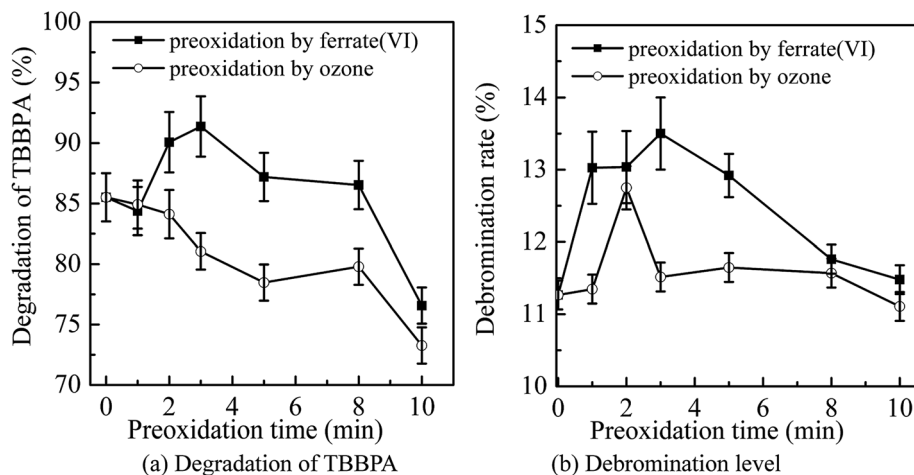 100
95
90
85
80
75
70
Degradation of TBBPA (%)
preoxidation by ferrate(VI)
preoxidation by ozone
0 2 4 6 8 10
Preoxidation time (min)
(a) Degradation of TBBPA
15
14
13
12
11
10
Debromination rate (%)
preoxidation by ferrate(VI)
preoxidation by ozone
0 2 4 6 8 10
Preoxidation time (min)
(b) Debromination level